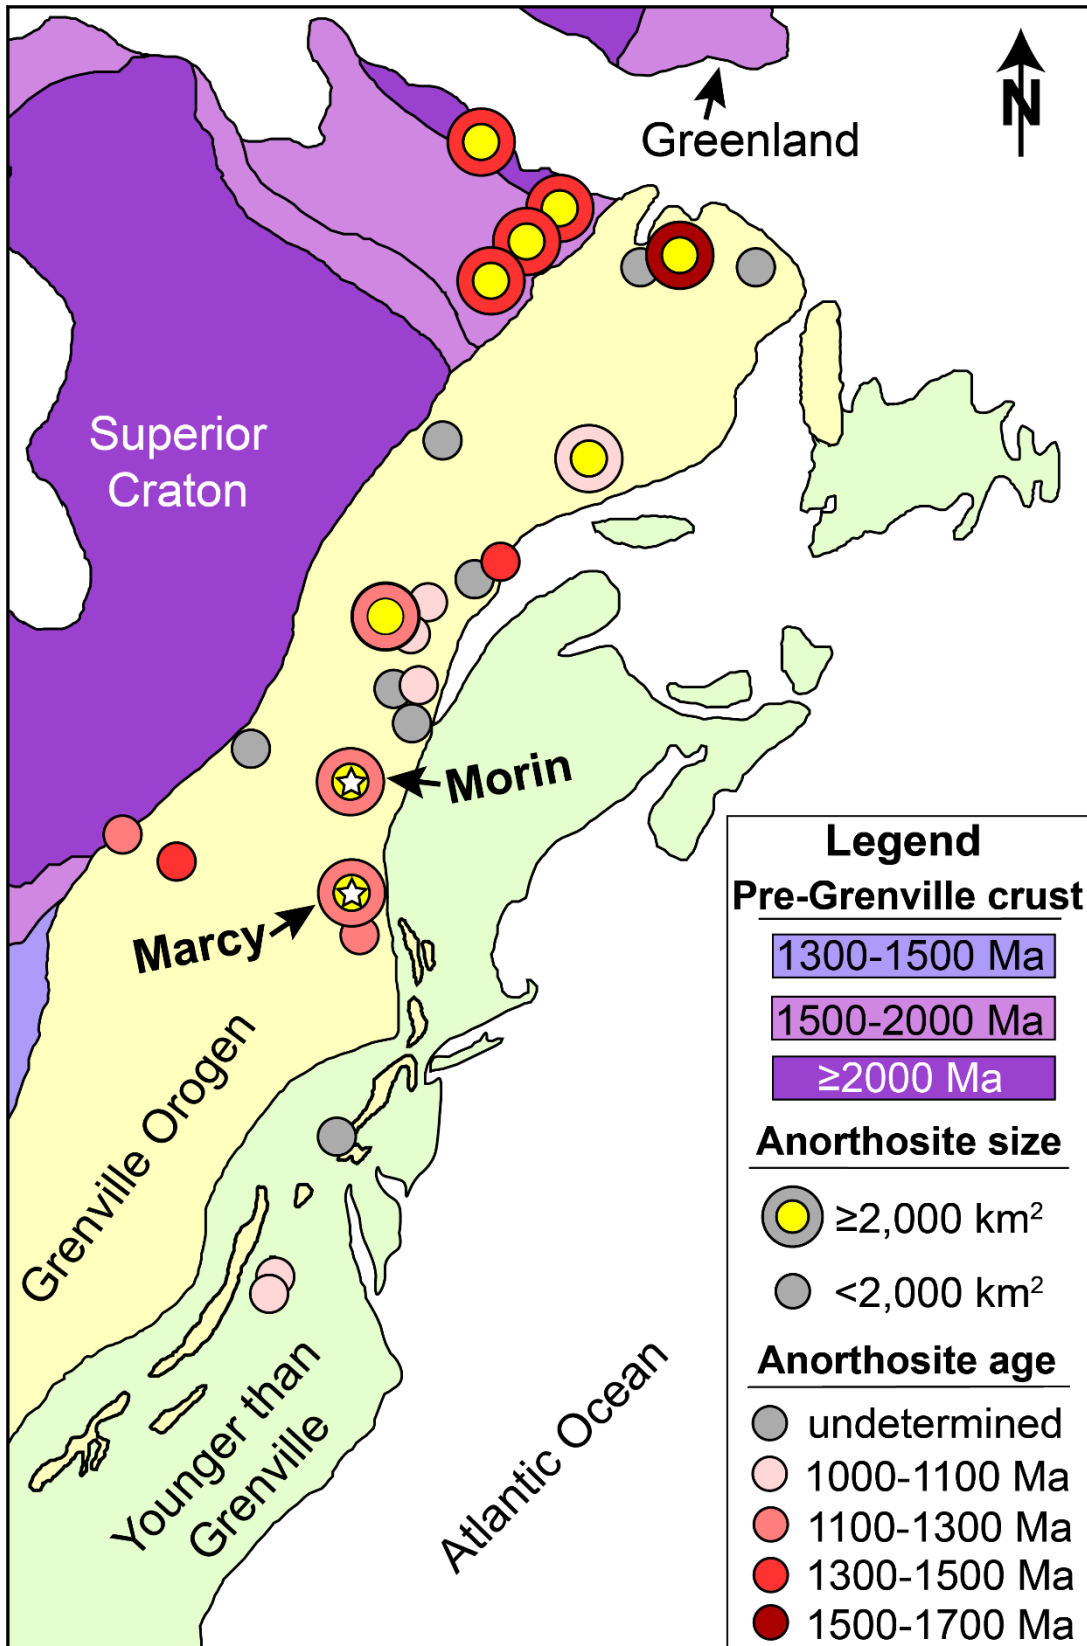 N
Greenland
Superior
Craton
Morin
Marcy
Grenville Orogen
Younger than
Grenville
Atlantic Ocean
Legend
Pre-Grenville crust
1300-1500 Ma
1500-2000 Ma
≥2000 Ma
Anorthosite size
≥2,000 km²
<2,000 km²
Anorthosite age
undetermined
1000-1100 Ma
1100-1300 Ma
1300-1500 Ma
1500-1700 Ma